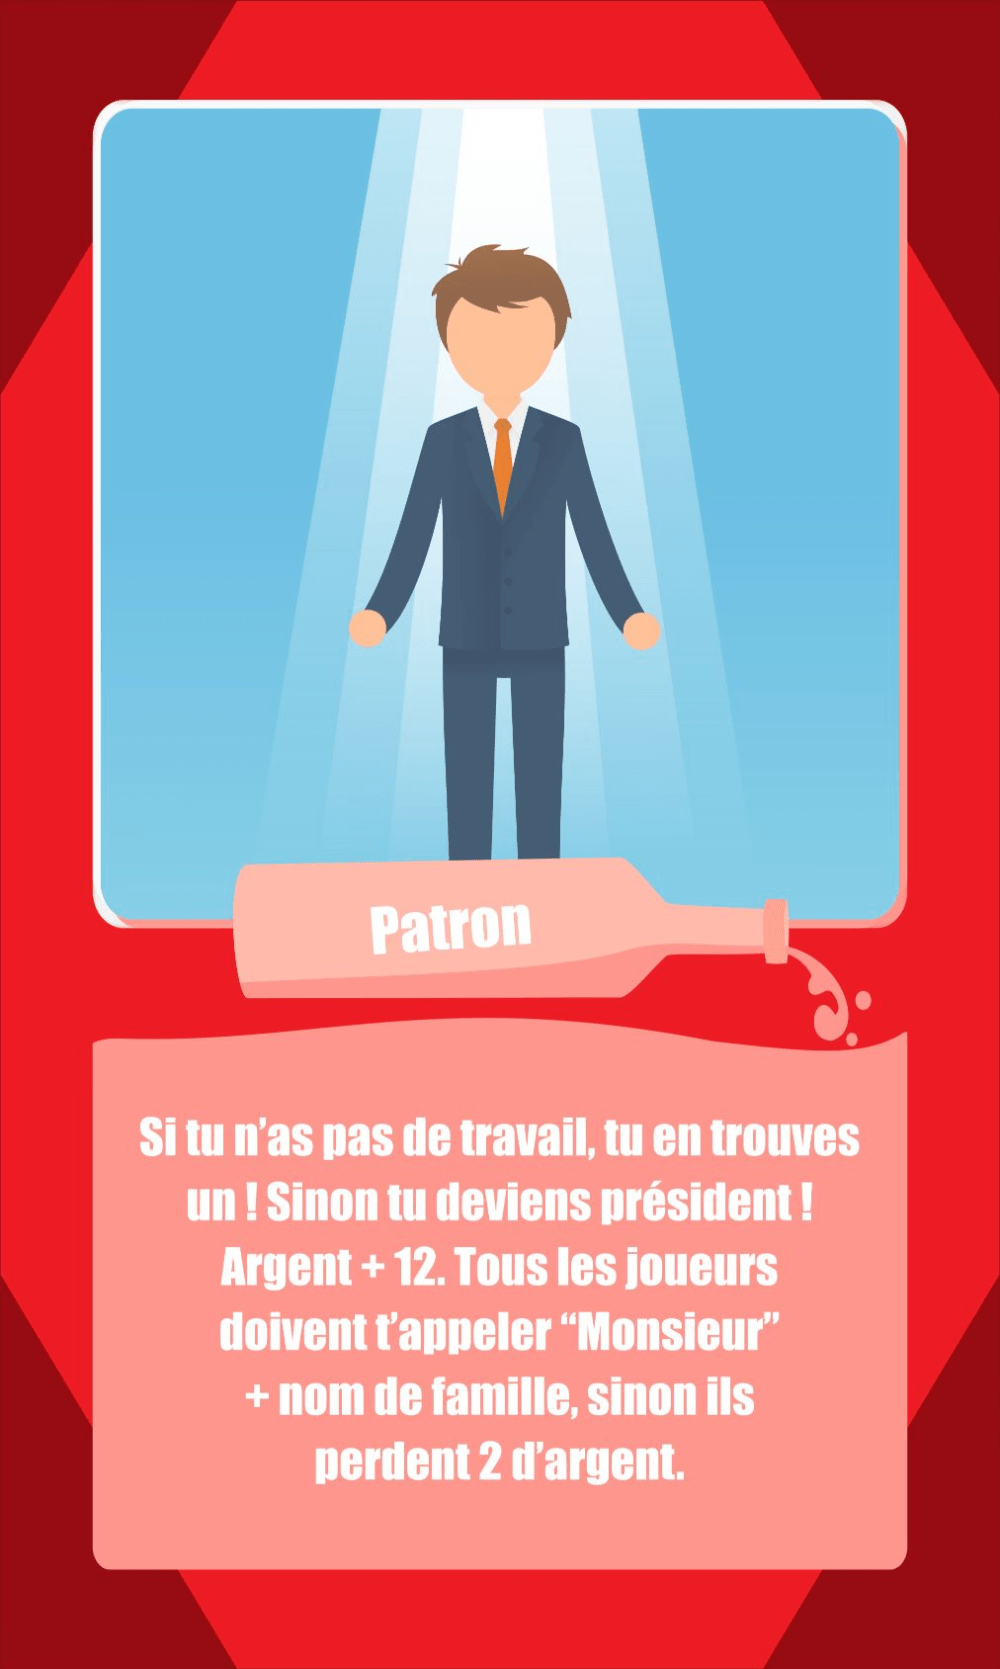 Patron
Si tu n’as pas de travail, tu en trouves
un ! Sinon tu deviens président !
Argent + 12. Tous les joueurs
doivent t’appeler “Monsieur”
+ nom de famille, sinon ils
perdent 2 d’argent.